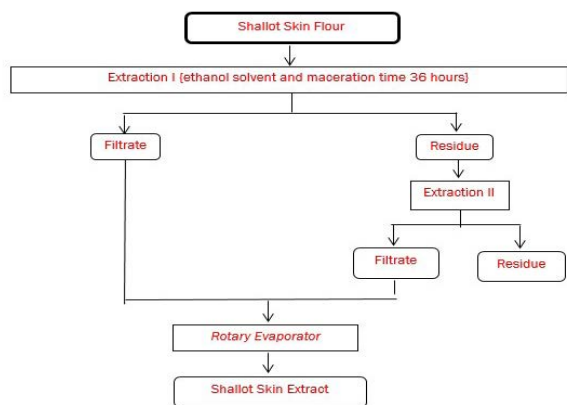 Shallot Skin Flour
Extraction I {ethanol solvent and maceration time 36 hours}
Filtrate
Residue
Extraction II
Filtrate
Residue
Rotary Evaporator
Shallot Skin Extract